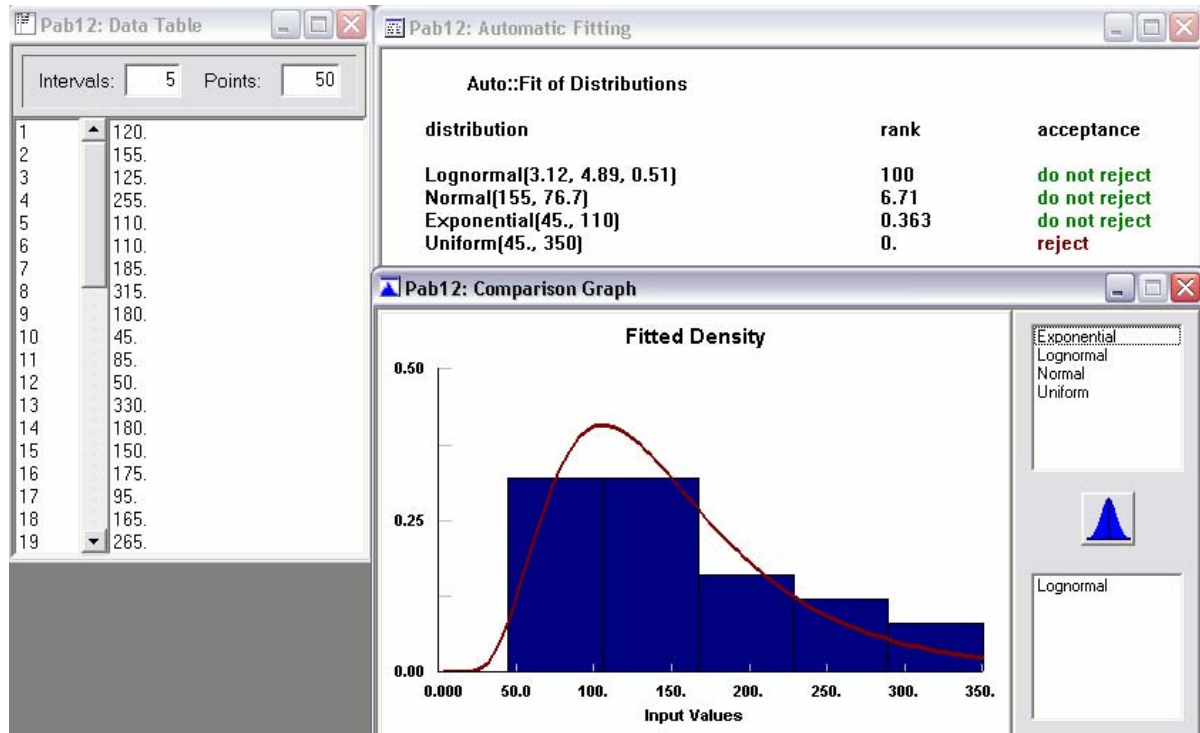 Pab12: Data Table
Intervals: 5 Points: 50
1 120.
2 155.
3 125.
4 255.
5 110.
6 110.
7 185.
8 315.
9 180.
10 45.
11 85.
12 50.
13 330.
14 180.
15 150.
16 175.
17 95.
18 165.
19 265.
Pab12: Automatic Fitting
Auto::Fit of Distributions
distribution rank acceptance
Lognormal(3.12, 4.89, 0.51) 100 do not reject
Normal(155, 76.7) 6.71 do not reject
Exponential(45., 110) 0.363 do not reject
Uniform(45., 350) 0. reject
Pab12: Comparison Graph
Fitted Density
0.50
0.25
0.00
0.000 50.0 100. 150. 200. 250. 300. 350.
Input Values
Exponential
Lognormal
Normal
Uniform
Lognormal